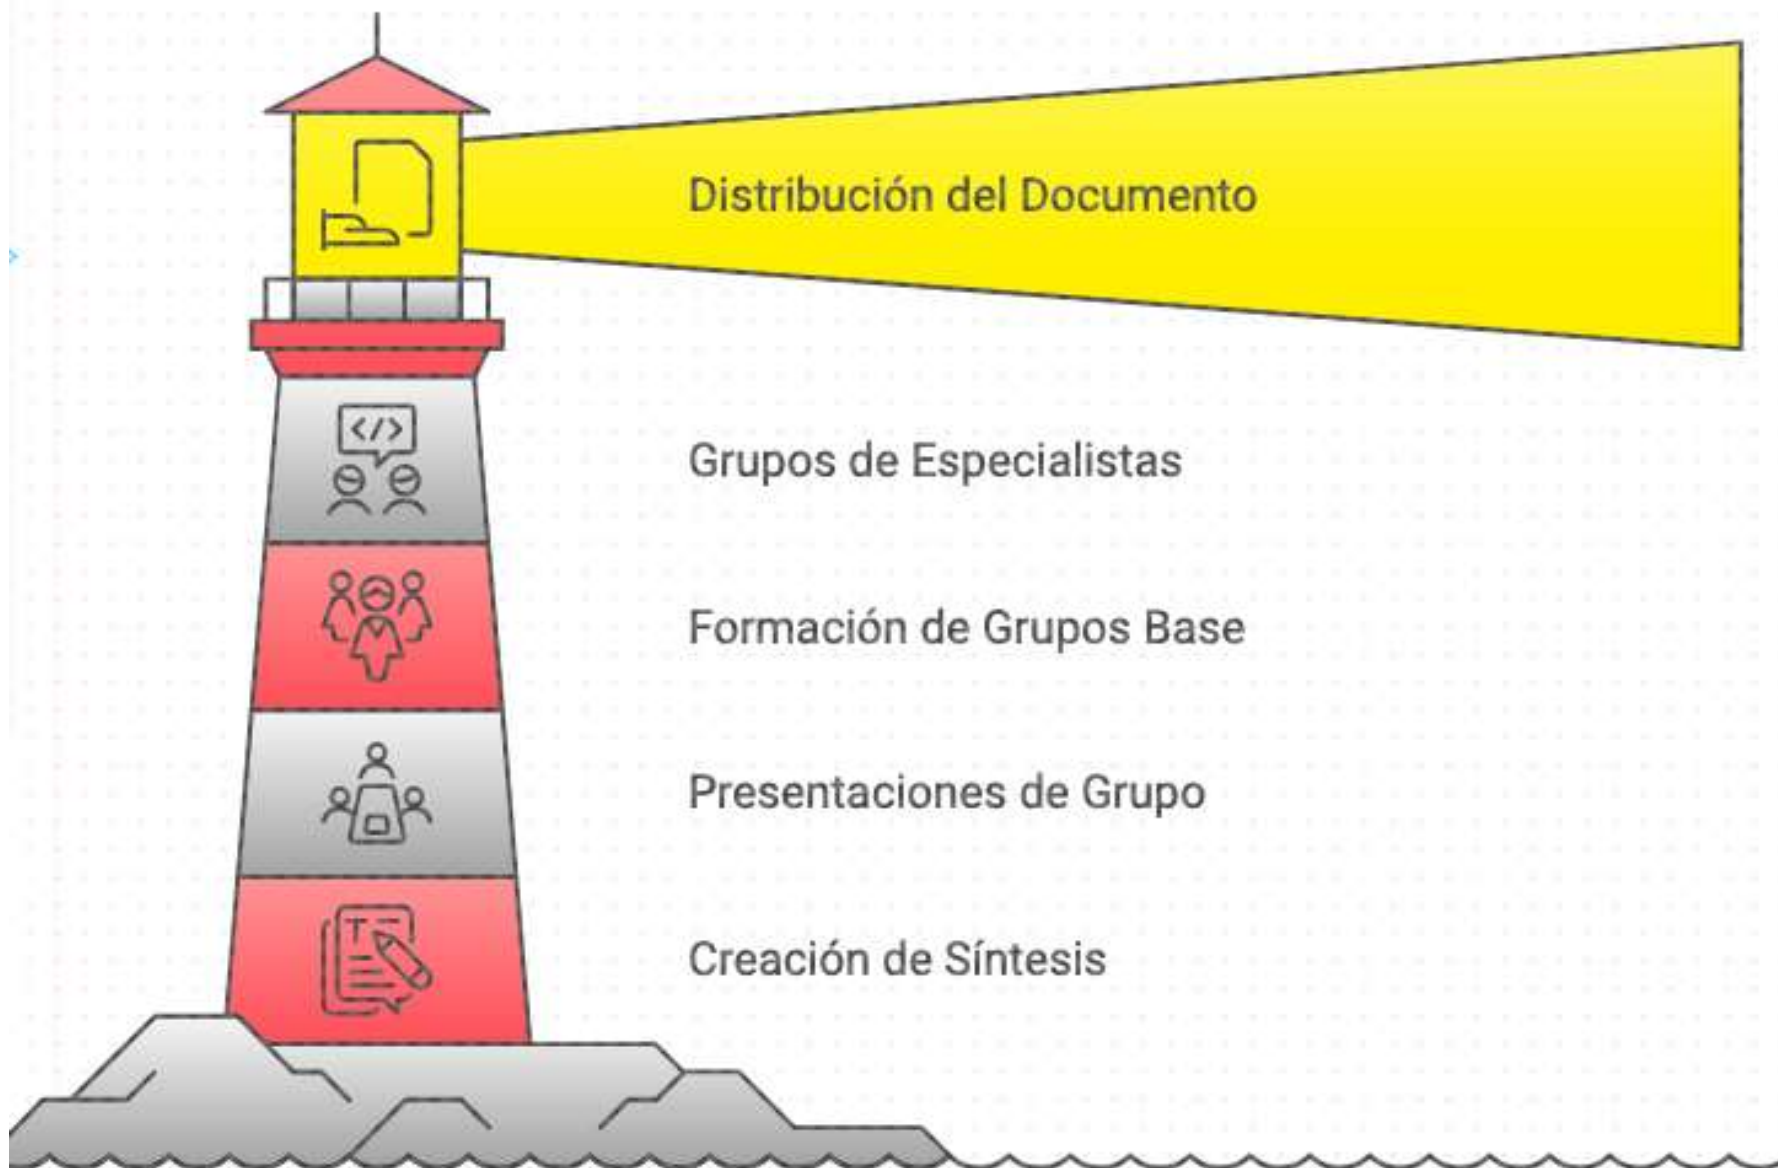 Distribución del Documento
</>
Grupos de Especialistas
Formación de Grupos Base
Presentaciones de Grupo
T
Creación de Síntesis